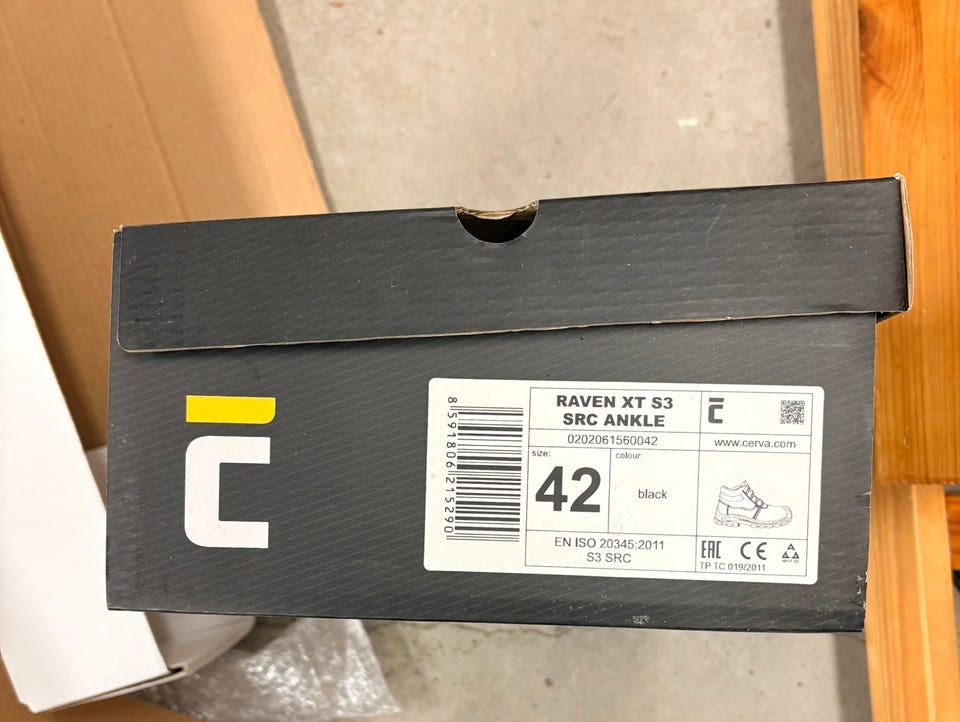 8591806215290
RAVEN XT S3
SRC ANKLE
0202061560042
size:
42
colour:
black
EN ISO 20345:2011
S3 SRC
www.cerva.com
EAC CE
TP TC 019/2011